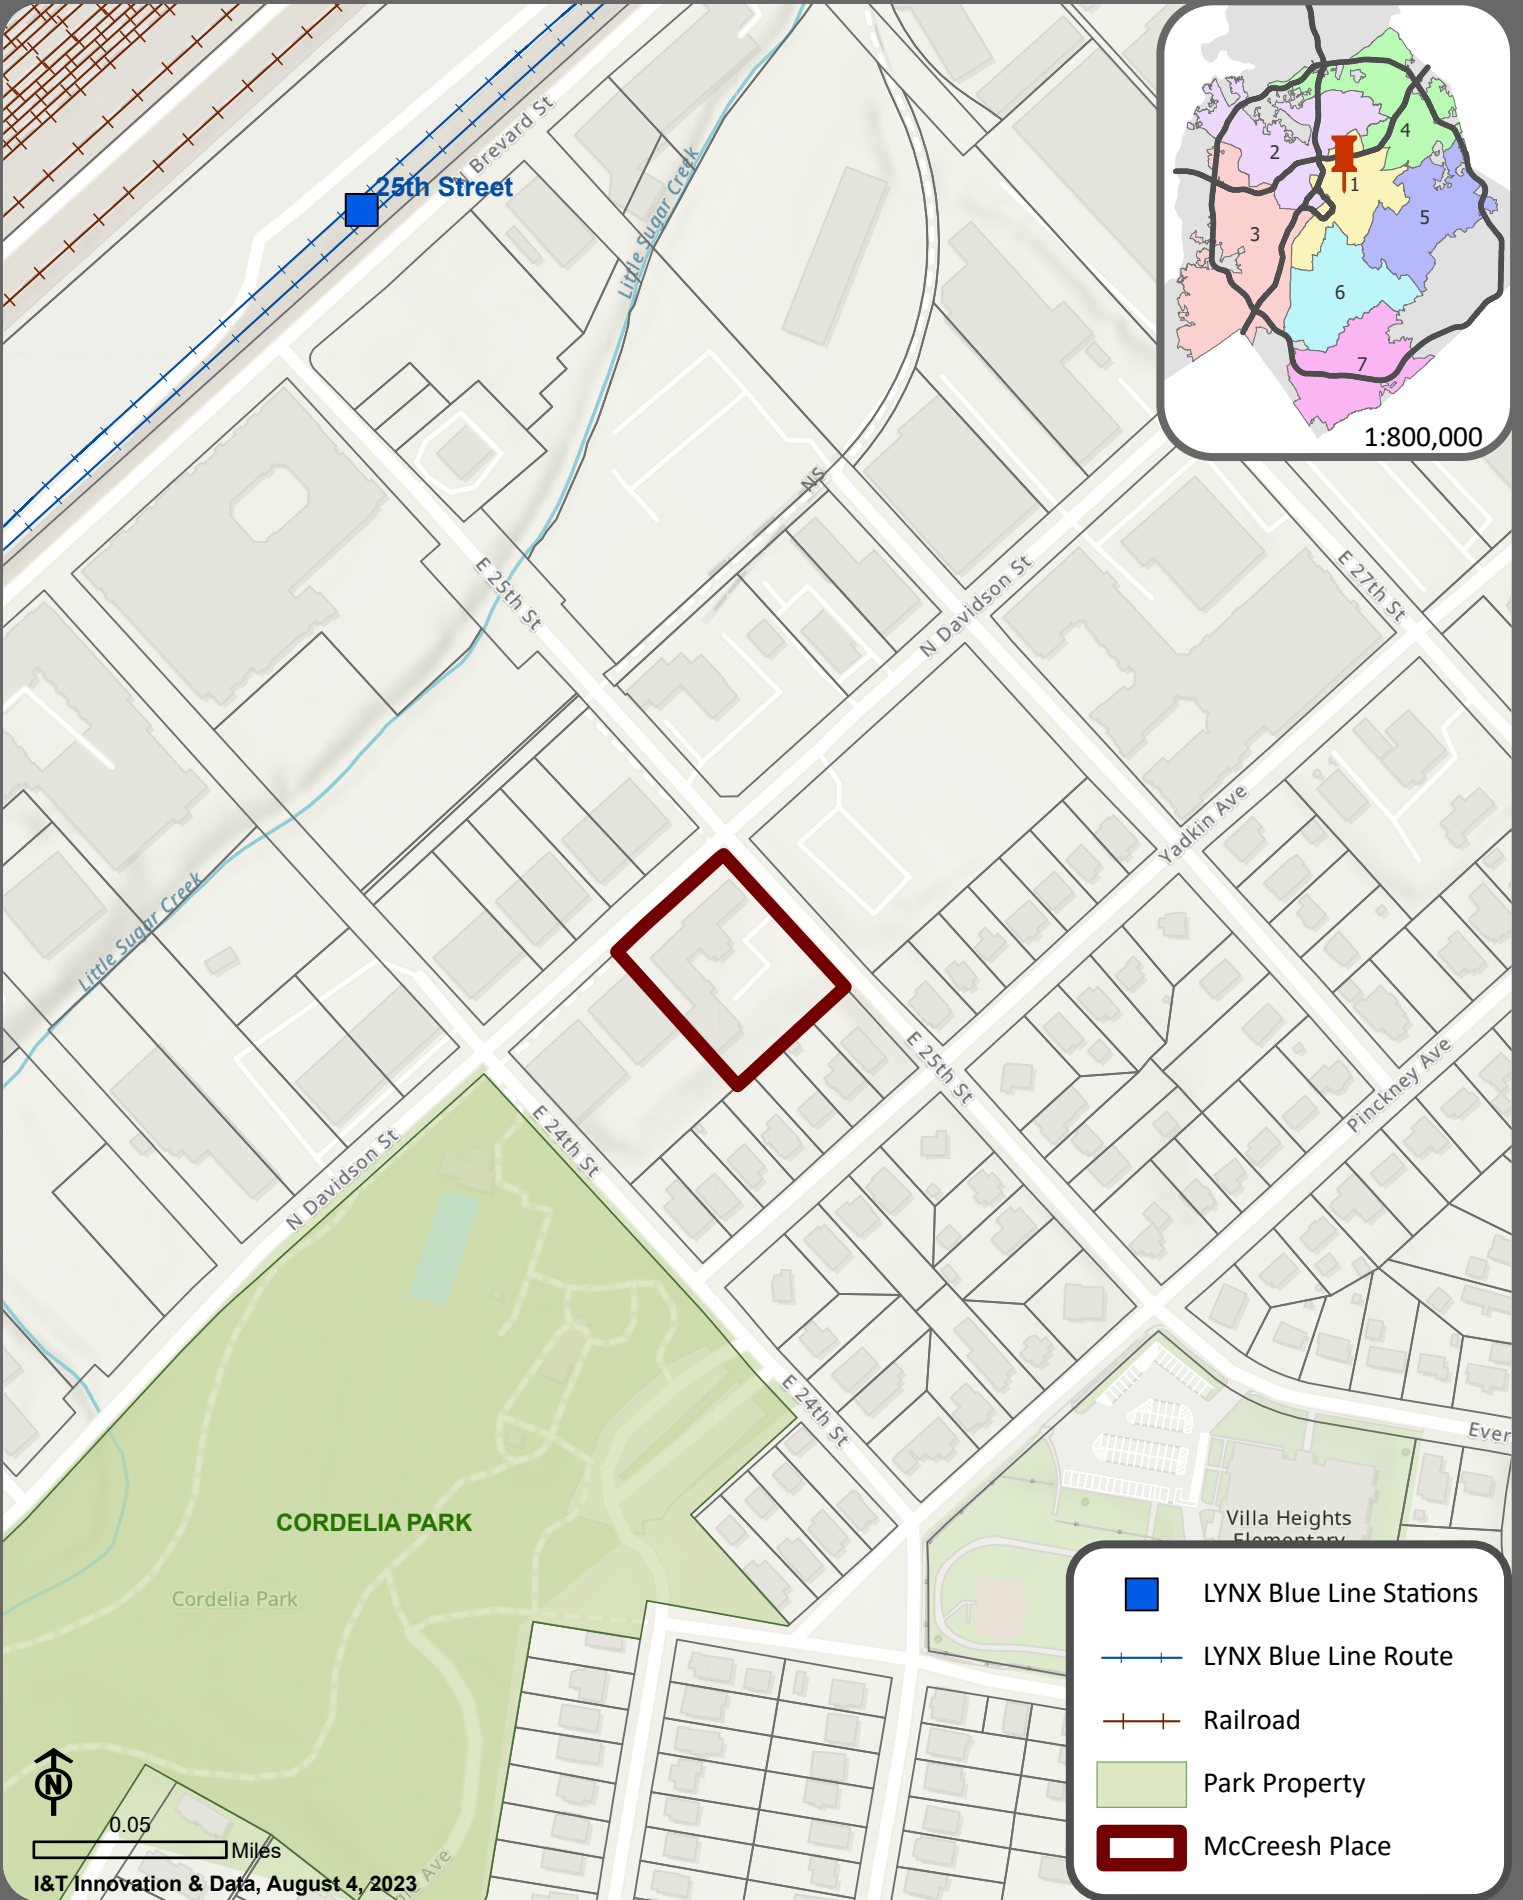 N Brevard St
25th Street
Little Sugar Creek
2
4
1
3
5
6
7
1:800,000
NS
E 25th St
N Davidson St
E 27th St
Yadkin Ave
Little Sugar Creek
E 25th St
Pinckney Ave
N Davidson St
E 24th St
E 24th St
Ever
CORDELIA PARK
Cordelia Park
Villa Heights
Elementary
LYNX Blue Line Stations
LYNX Blue Line Route
Railroad
Park Property
McCreesh Place
N
0.05
Miles
Ave
I&T Innovation & Data, August 4, 2023